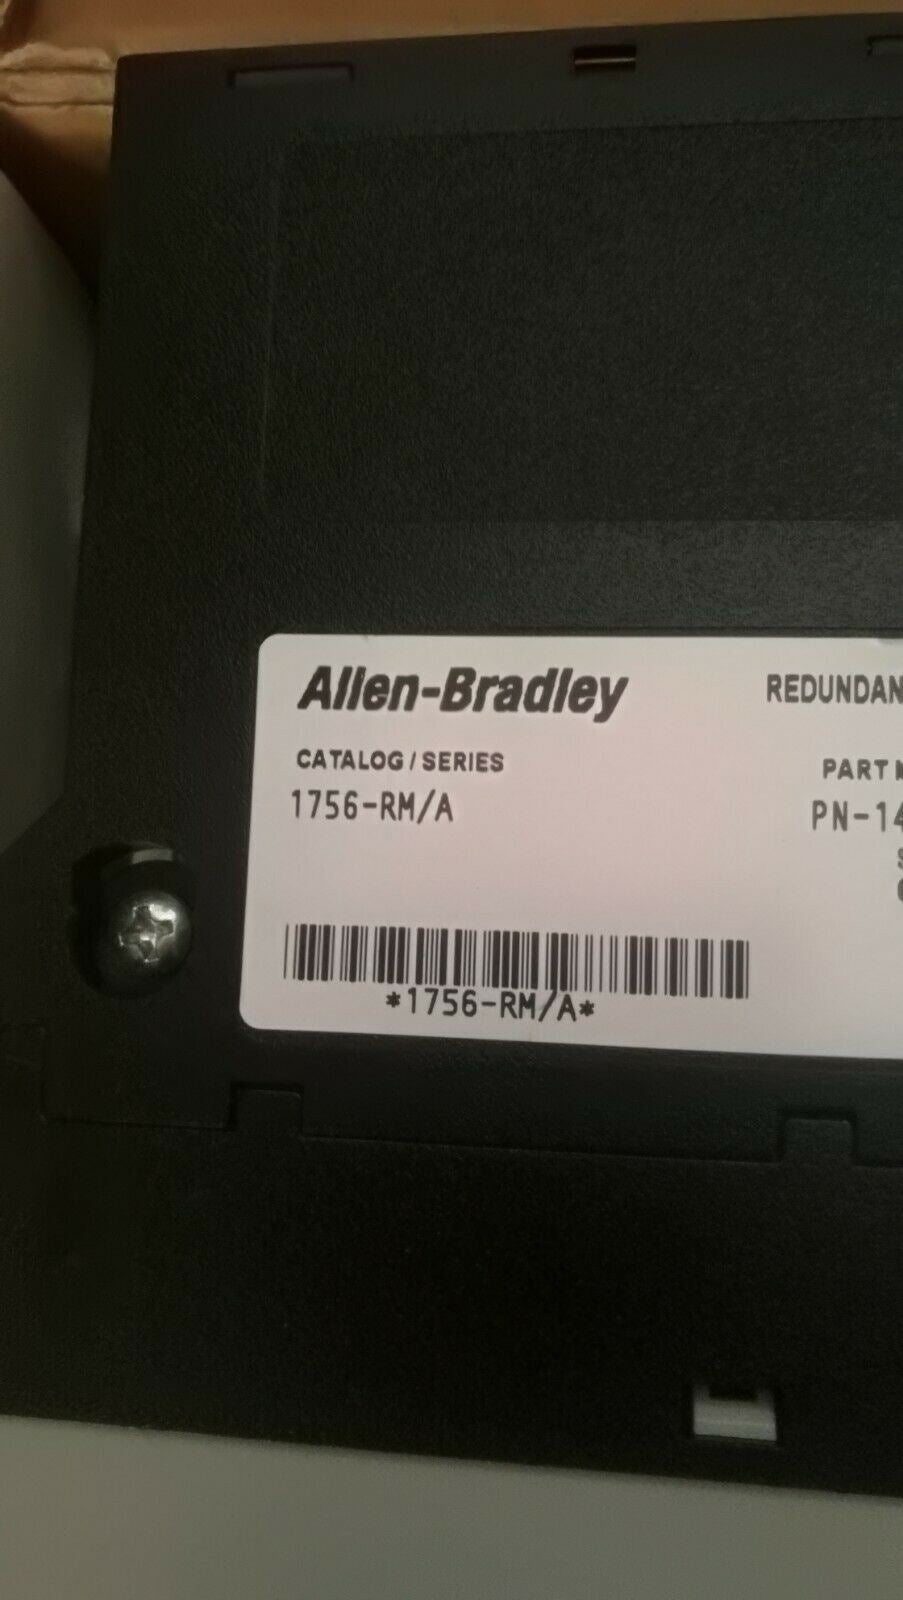 Allen-Bradley
REDUNDAN
CATALOG / SERIES
PART N
1756-RM/A
PN-14
*1756-RM/A*